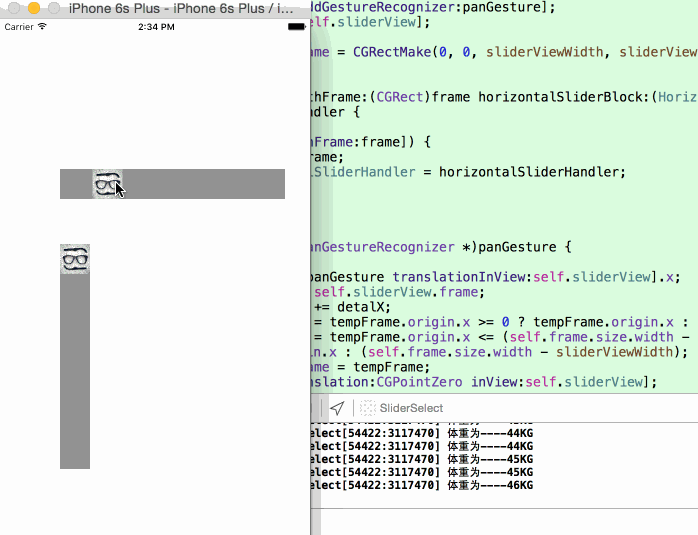 iPhone 6s Plus - iPhone 6s Plus / i...
Carrier
2:34 PM
ddGestureRecognizer:panGesture];
lf.sliderView];
ame = CGRectMake(0, 0, sliderViewWidth, sliderView
thFrame:(CGRect)frame horizontalSliderBlock:(Horiz
ndler {
nFrame:frame]) {
rame;
lSliderHandler = horizontalSliderHandler;
anGestureRecognizer *)panGesture {
panGesture translationInView:self.sliderView].x;
self.sliderView.frame;
+= detalX;
= tempFrame.origin.x >= 0 ? tempFrame.origin.x :
= tempFrame.origin.x <= (self.frame.size.width -
in.x : (self.frame.size.width - sliderViewWidth);
ame = tempFrame;
nslation:CGPointZero inView:self.sliderView];
SliderSelect
elect[54422:3117470] 体重为----44KG
elect[54422:3117470] 体重为----44KG
elect[54422:3117470] 体重为----45KG
elect[54422:3117470] 体重为----45KG
elect[54422:3117470] 体重为----46KG